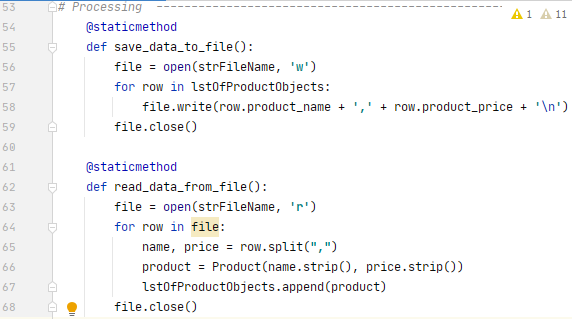 53 # Processing ------------------------------------------------
1 11
54 @staticmethod
55 def save_data_to_file():
56 file = open(strFileName, 'w')
57 for row in lstOfProductObjects:
58 file.write(row.product_name + ',' + row.product_price + '\n')
59 file.close()
60
61 @staticmethod
62 def read_data_from_file():
63 file = open(strFileName, 'r')
64 for row in file:
65 name, price = row.split(",")
66 product = Product(name.strip(), price.strip())
67 lstOfProductObjects.append(product)
68 file.close()